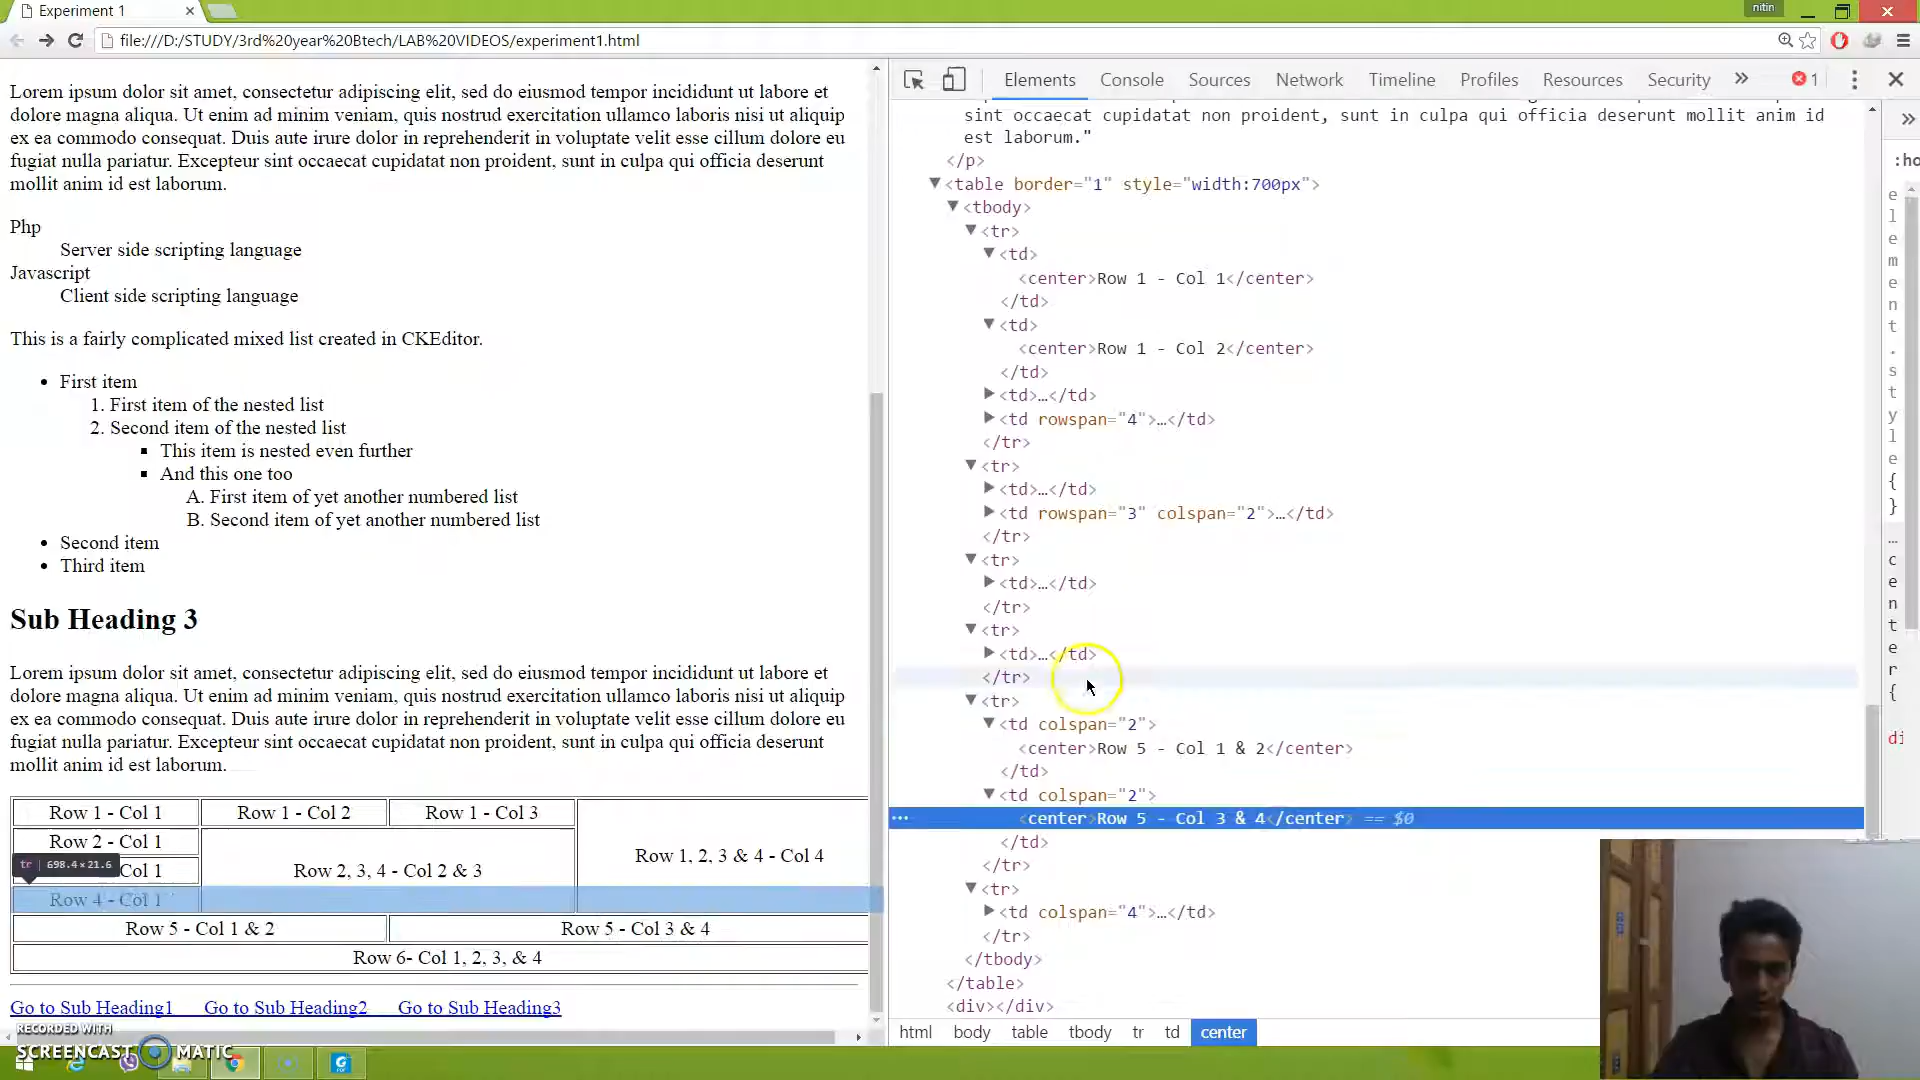 Experiment 1
nitin
file:///D:/STUDY/3rd%20year%20Btech/LAB%20VIDEOS/experiment1.html
Lorem ipsum dolor sit amet, consectetur adipiscing elit, sed do eiusmod tempor incididunt ut labore et
dolore magna aliqua. Ut enim ad minim veniam, quis nostrud exercitation ullamco laboris nisi ut aliquip
ex ea commodo consequat. Duis aute irure dolor in reprehenderit in voluptate velit esse cillum dolore eu
fugiat nulla pariatur. Excepteur sint occaecat cupidatat non proident, sunt in culpa qui officia deserunt
mollit anim id est laborum.
Php
Server side scripting language
Javascript
Client side scripting language
This is a fairly complicated mixed list created in CKEditor.
• First item
1. First item of the nested list
2. Second item of the nested list
▪ This item is nested even further
▪ And this one too
A. First item of yet another numbered list
B. Second item of yet another numbered list
• Second item
• Third item
Sub Heading 3
Lorem ipsum dolor sit amet, consectetur adipiscing elit, sed do eiusmod tempor incididunt ut labore et
dolore magna aliqua. Ut enim ad minim veniam, quis nostrud exercitation ullamco laboris nisi ut aliquip
ex ea commodo consequat. Duis aute irure dolor in reprehenderit in voluptate velit esse cillum dolore eu
fugiat nulla pariatur. Excepteur sint occaecat cupidatat non proident, sunt in culpa qui officia deserunt
mollit anim id est laborum.
Row 1 - Col 1 Row 1 - Col 2 Row 1 - Col 3
Row 2 - Col 1
Row 1, 2, 3 & 4 - Col 4
tr 698.4×21.6
Col 1 Row 2, 3, 4 - Col 2 & 3
Row 4 - Col 1
Row 5 - Col 1 & 2 Row 5 - Col 3 & 4
Row 6- Col 1, 2, 3, & 4
Go to Sub Heading1 Go to Sub Heading2 Go to Sub Heading3
RECORDED WITH
SCREENCAST MATIC
Elements Console Sources Network Timeline Profiles Resources Security » 1
sint occaecat cupidatat non proident, sunt in culpa qui officia deserunt mollit anim id
est laborum."
</p>
<table border="1" style="width:700px">
<tbody>
<tr>
<td>
<center>Row 1 - Col 1</center>
</td>
<td>
<center>Row 1 - Col 2</center>
</td>
<td>…</td>
<td rowspan="4">…</td>
</tr>
<tr>
<td>…</td>
<td rowspan="3" colspan="2">…</td>
</tr>
<tr>
<td>…</td>
</tr>
<tr>
<td>…</td>
</tr>
<tr>
<td colspan="2">
<center>Row 5 - Col 1 & 2</center>
</td>
<td colspan="2">
… <center>Row 5 - Col 3 & 4</center> == $0
</td>
</tr>
<tr>
<td colspan="4">…</td>
</tr>
</tbody>
</table>
<div></div>
html body table tbody tr td center
»
:ho
e
l
e
m
e
n
t
.
s
t
y
l
e
{
}
…
c
e
n
t
e
r
{
di